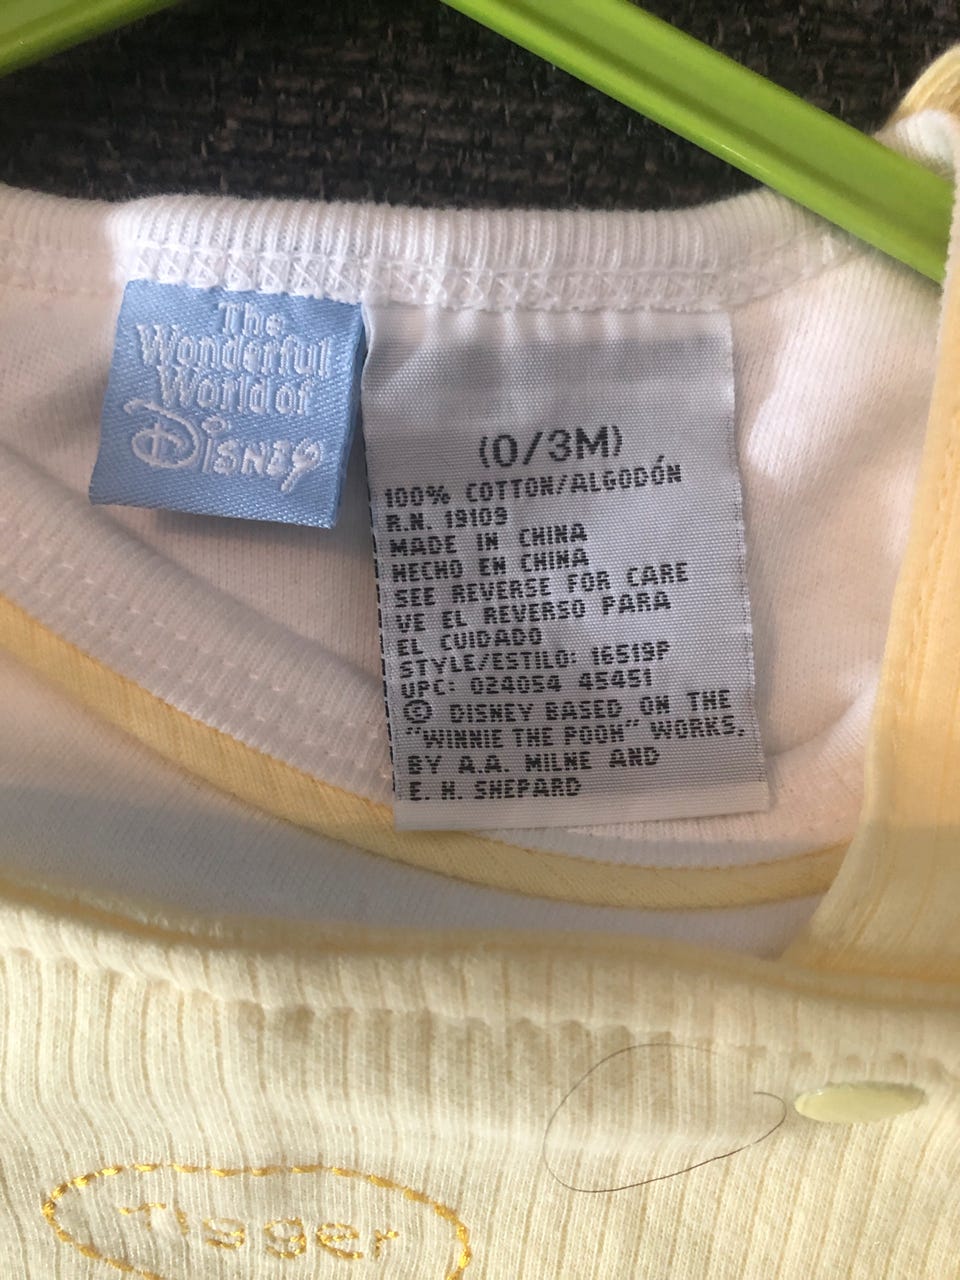 The
Wonderful
World of
Disney
(0/3M)
100% COTTON/ALGODÓN
R.N. 19109
MADE IN CHINA
HECHO EN CHINA
SEE REVERSE FOR CARE
VE EL REVERSO PARA
EL CUIDADO
STYLE/ESTILO: 16519P
UPC: 024054 45451
© DISNEY BASED ON THE
"WINNIE THE POOH" WORKS,
BY A.A. MILNE AND
E. H. SHEPARD
Tigger